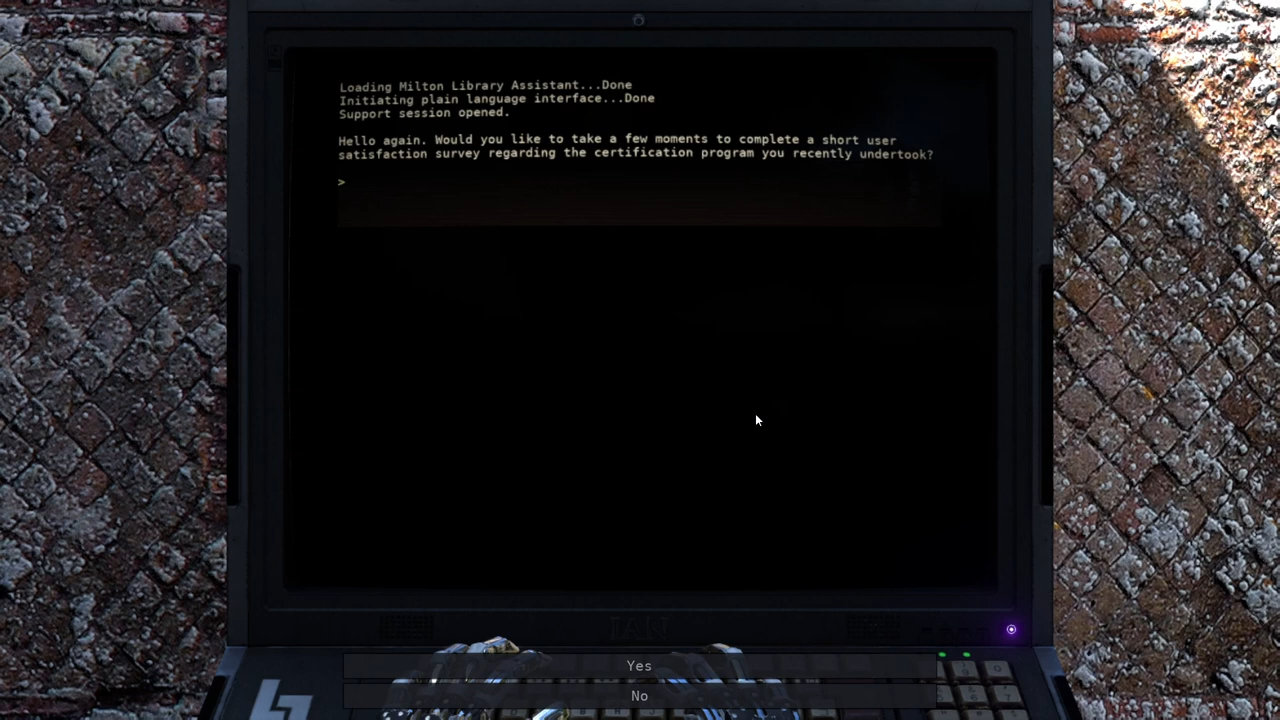 Loading Milton Library Assistant...Done
Initiating plain language interface...Done
Support session opened.
Hello again. Would you like to take a few moments to complete a short user
satisfaction survey regarding the certification program you recently undertook?
>
Yes
No